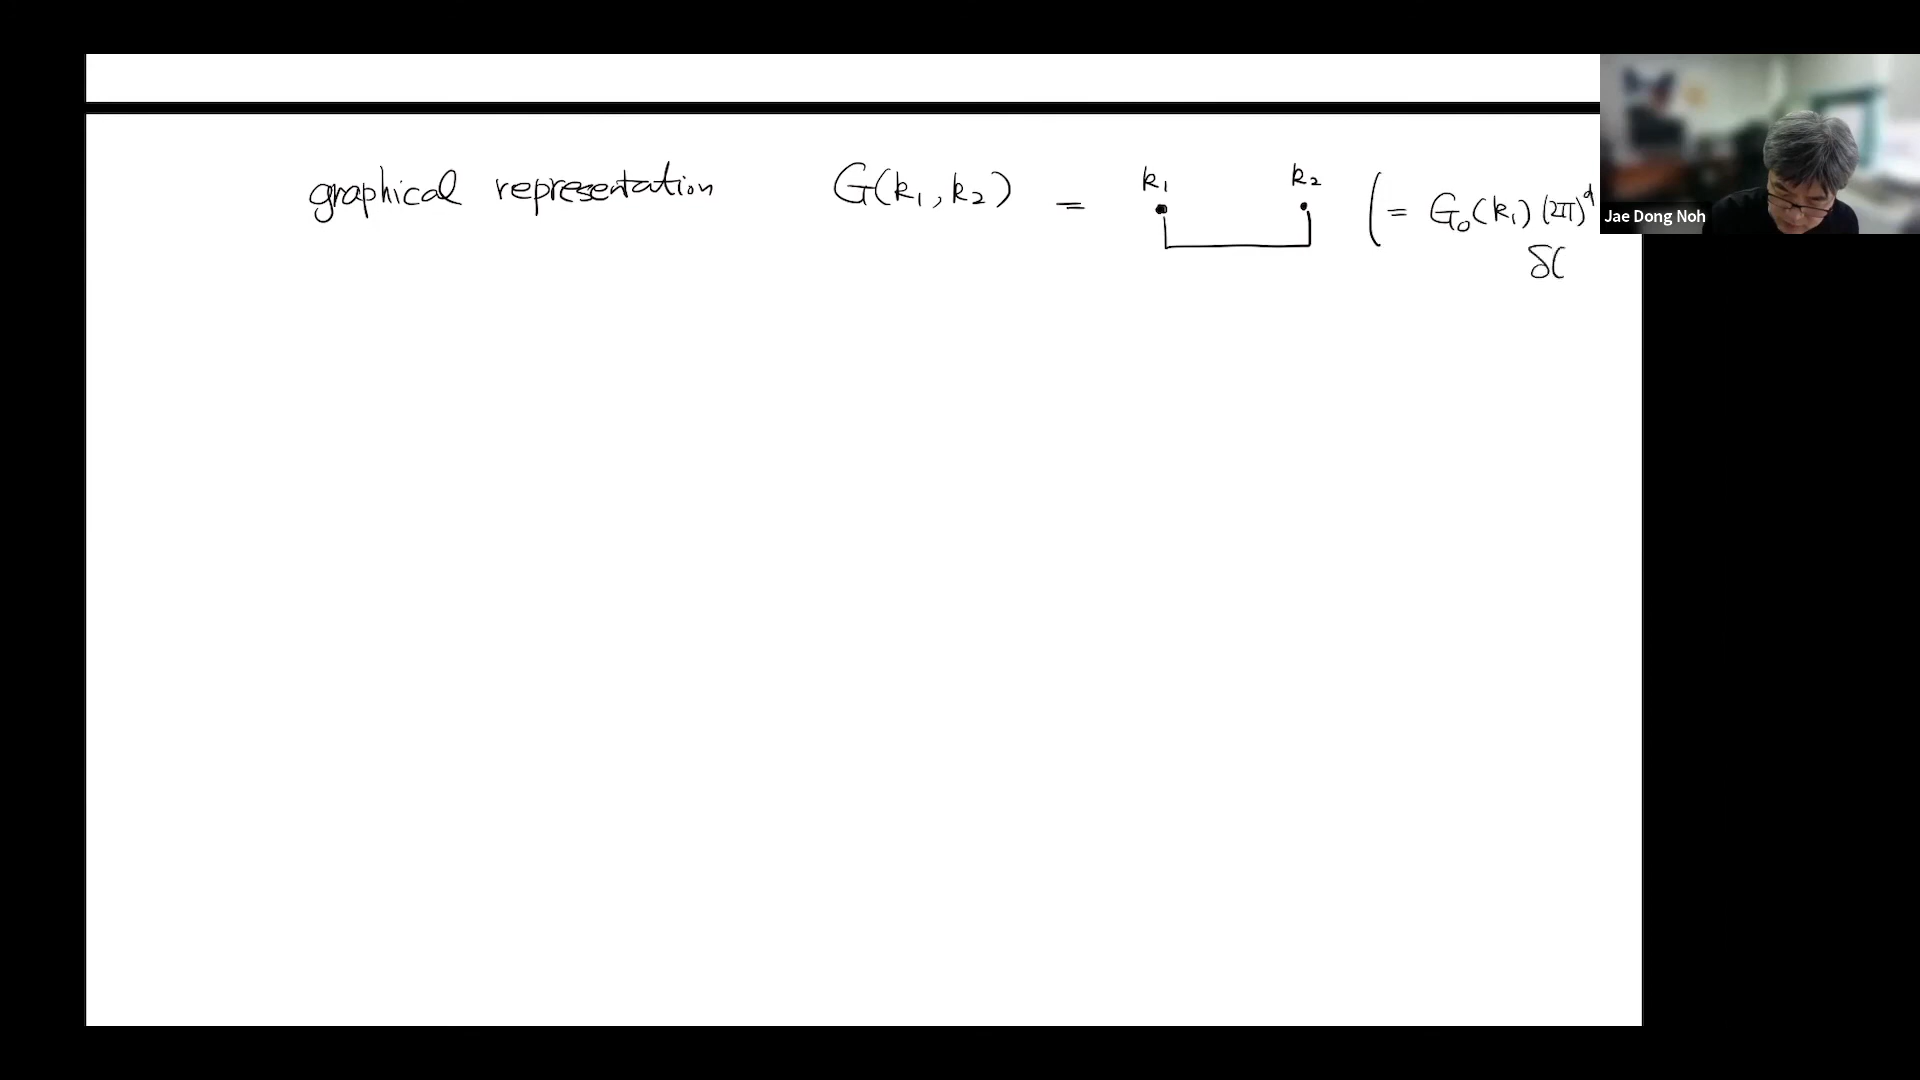 graphical representation G(k₁, k₂) = k₁ k₂ ( = G₀(k₁) (2π)ᵈ
δ(
Jae Dong Noh